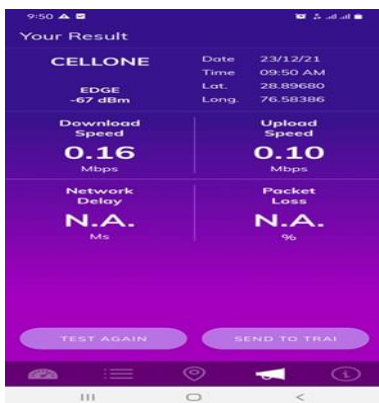 9:50
Your Result
CELLONE
EDGE
-67 dBm
Date 23/12/21
Time 09:50 AM
Lat. 28.89680
Long. 76.58386
Download Speed
0.16
Mbps
Upload Speed
0.10
Mbps
Network Delay
N.A.
Ms
Packet Loss
N.A.
%
TEST AGAIN
SEND TO TRAI